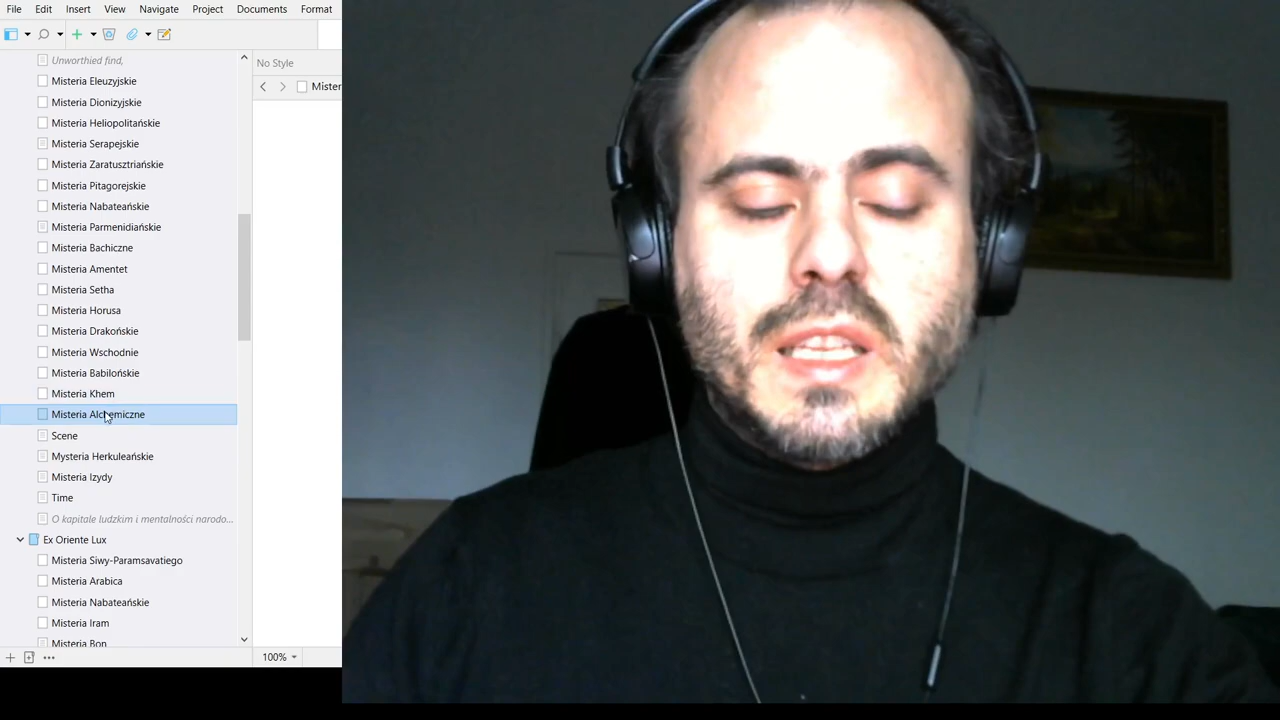 File Edit Insert View Navigate Project Documents Format
Unworthied find,
No Style
Misteria Eleuzyjskie
Mister
Misteria Dionizyjskie
Misteria Heliopolitańskie
Misteria Serapejskie
Misteria Zaratusztriańskie
Misteria Pitagorejskie
Misteria Nabateańskie
Misteria Parmenidiańskie
Misteria Bachiczne
Misteria Amentet
Misteria Setha
Misteria Horusa
Misteria Drakońskie
Misteria Wschodnie
Misteria Babilońskie
Misteria Khem
Misteria Alchemiczne
Scene
Mysteria Herkuleańskie
Misteria Izydy
Time
O kapitale ludzkim i mentalności narodo...
Ex Oriente Lux
Misteria Siwy-Paramsavatiego
Misteria Arabica
Misteria Nabateańskie
Misteria Iram
Misteria Bon
100%